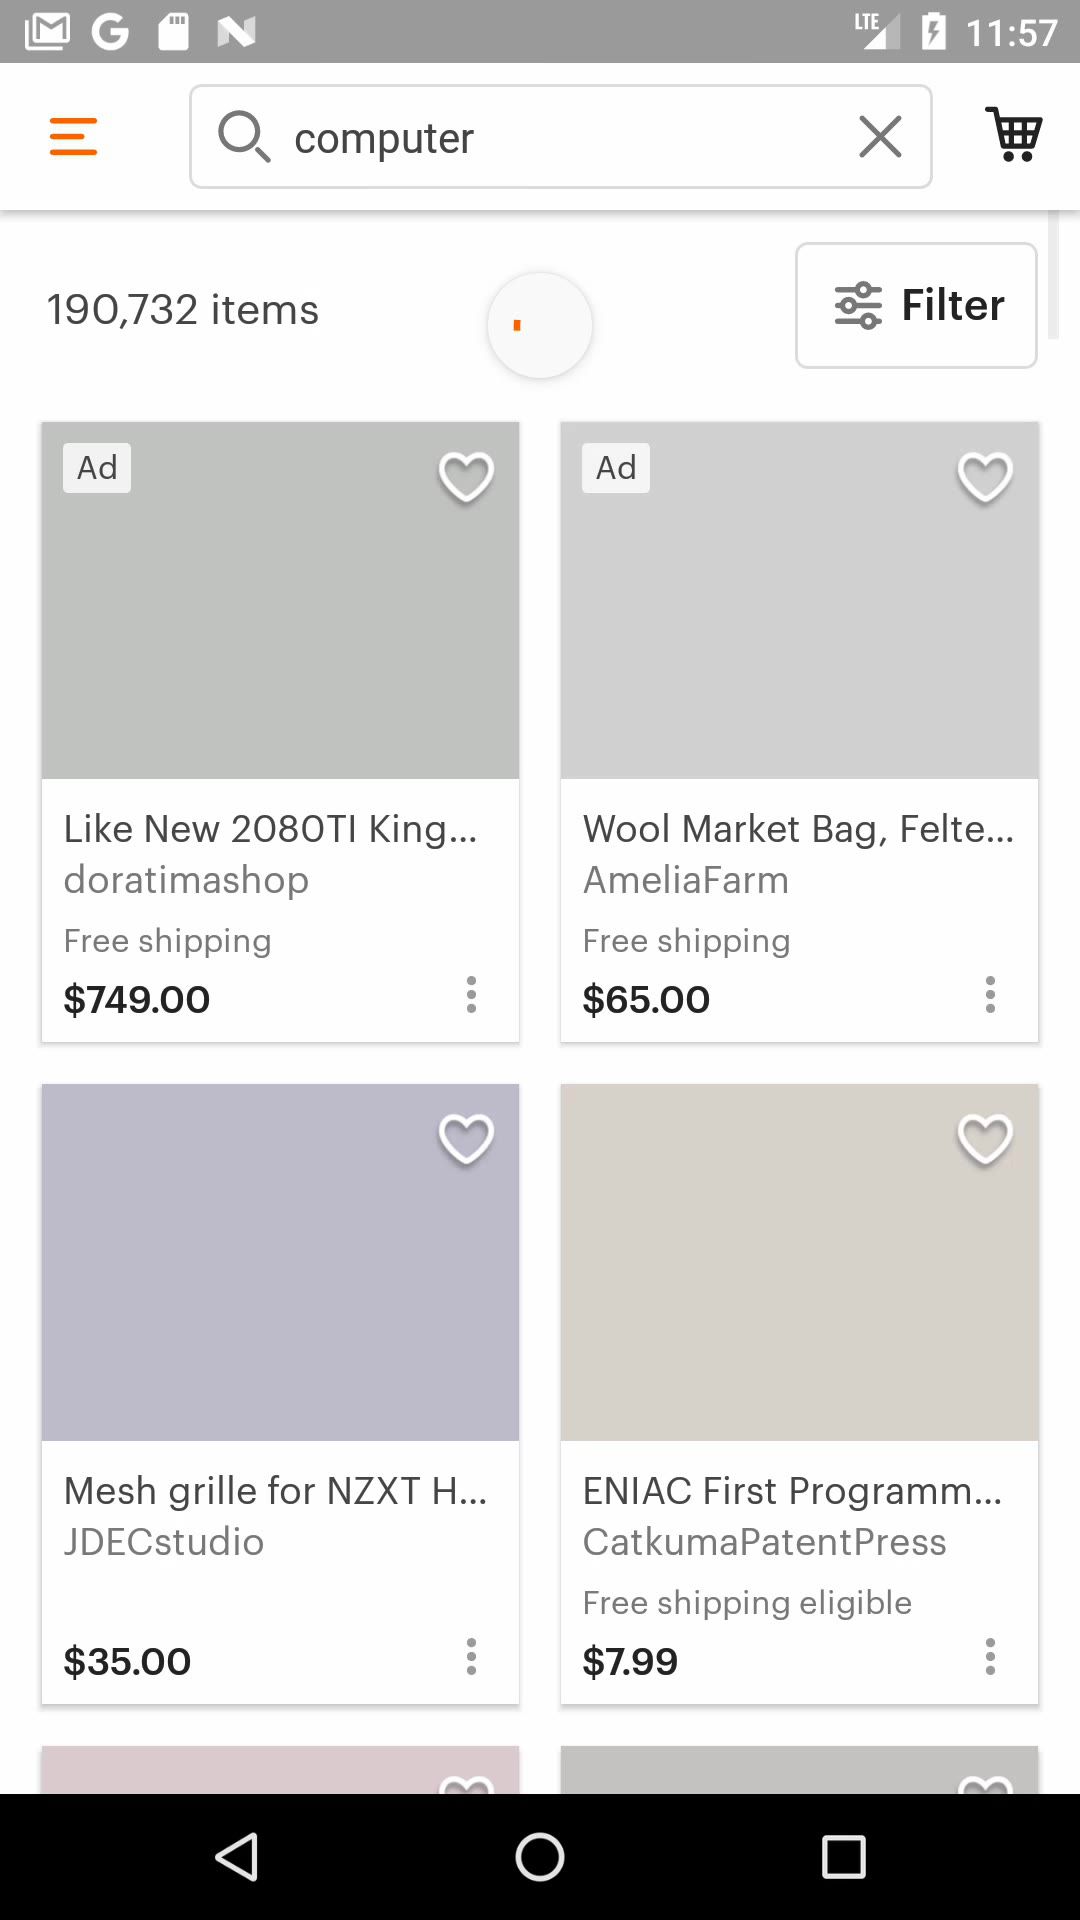 LTE 11:57
computer
190,732 items
Filter
Ad
Ad
Like New 2080TI King...
doratimashop
Free shipping
$749.00
Wool Market Bag, Felte...
AmeliaFarm
Free shipping
$65.00
Mesh grille for NZXT H...
JDECstudio
$35.00
ENIAC First Programm...
CatkumaPatentPress
Free shipping eligible
$7.99